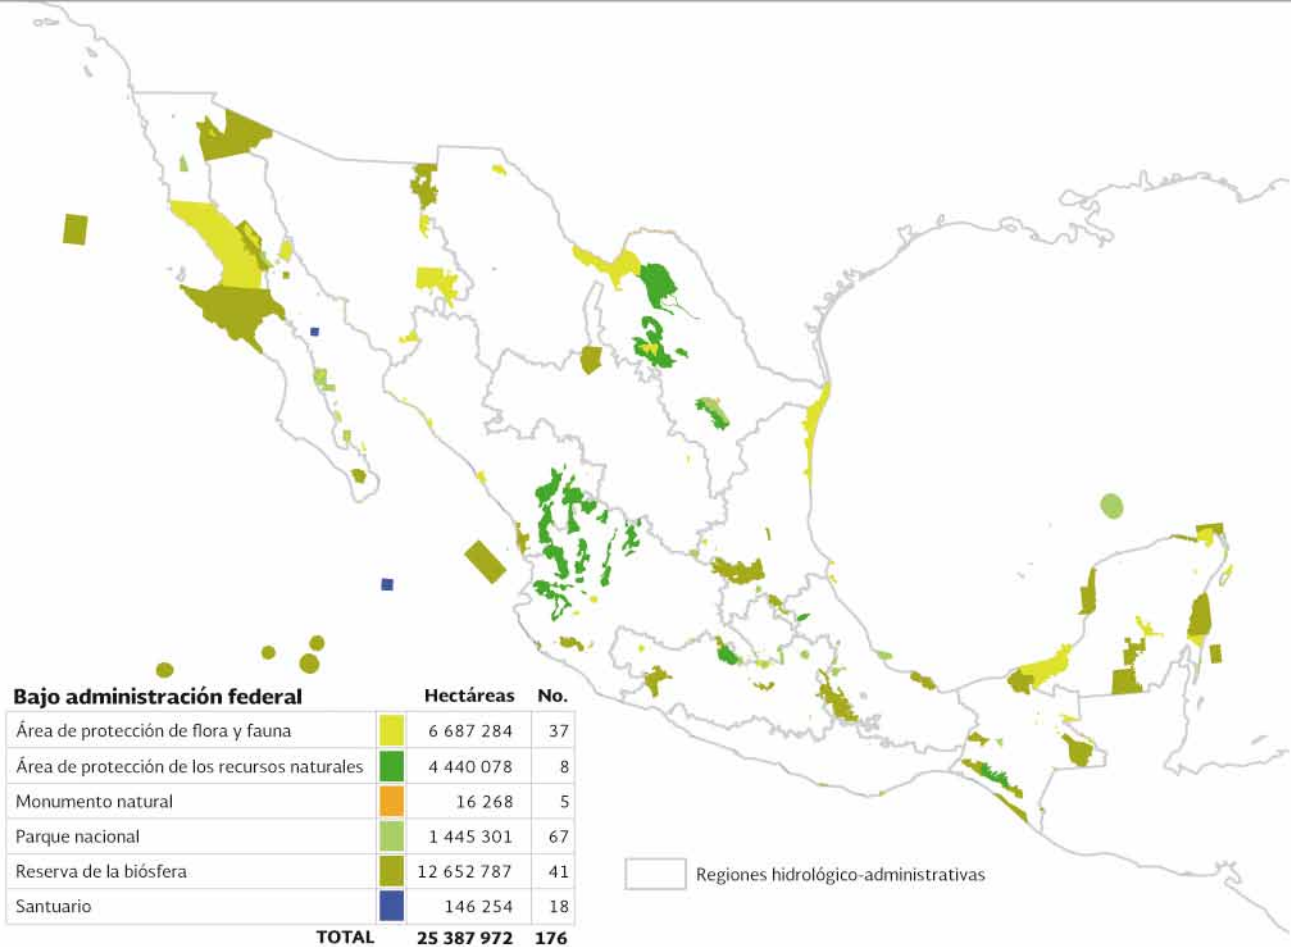 Bajo administración federal Hectáreas No.
Área de protección de flora y fauna 6 687 284 37
Área de protección de los recursos naturales 4 440 078 8
Monumento natural 16 268 5
Parque nacional 1 445 301 67
Reserva de la biósfera 12 652 787 41
Santuario 146 254 18
TOTAL 25 387 972 176
Regiones hidrológico-administrativas